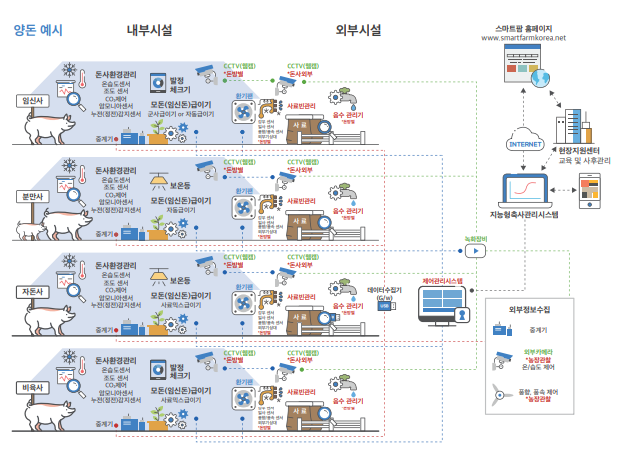 양돈 예시
내부시설
외부시설
스마트팜 홈페이지
www.smartfarmkorea.net
임신사
돈사환경관리
온습도센서
조도 센서
CO₂제어
암모니아센서
누전(정전)감지센서
중계기
발정
체크기
모돈(임신돈)급이기
군사급이기 or 자동급이기
CCTV(웹캠)
*돈방별
환기팬
CCTV(웹캠)
*돈사외부
사료빈관리
사 료
음수 관리기
*돈방별
분만사
돈사환경관리
온습도센서
조도 센서
CO₂제어
암모니아센서
누전(정전)감지센서
중계기
보온등
모돈(임신돈)급이기
자동급이기
CCTV(웹캠)
*돈방별
환기팬
CCTV(웹캠)
*돈사외부
사료빈관리
사 료
음수 관리기
*돈방별
자돈사
돈사환경관리
온습도센서
조도 센서
CO₂제어
암모니아센서
누전(정전)감지센서
중계기
보온등
모돈(임신돈)급이기
사료믹스급이기
CCTV(웹캠)
*돈방별
환기팬
CCTV(웹캠)
*돈사외부
사료빈관리
사 료
음수 관리기
*돈방별
비육사
돈사환경관리
온습도센서
조도 센서
CO₂제어
암모니아센서
누전(정전)감지센서
중계기
발정
체크기
모돈(임신돈)급이기
사료믹스급이기
CCTV(웹캠)
*돈방별
환기팬
CCTV(웹캠)
*돈사외부
사료빈관리
사 료
음수 관리기
*돈방별
데이터수집기
(G/w)
USB
제어관리시스템
녹화장비
INTERNET
현장지원센터
교육 및 사후관리
지능형축사관리시스템
외부정보수집
중계기
외부카메라
*농장관찰
온/습도 제어
풍향, 풍속 제어
*농장관찰